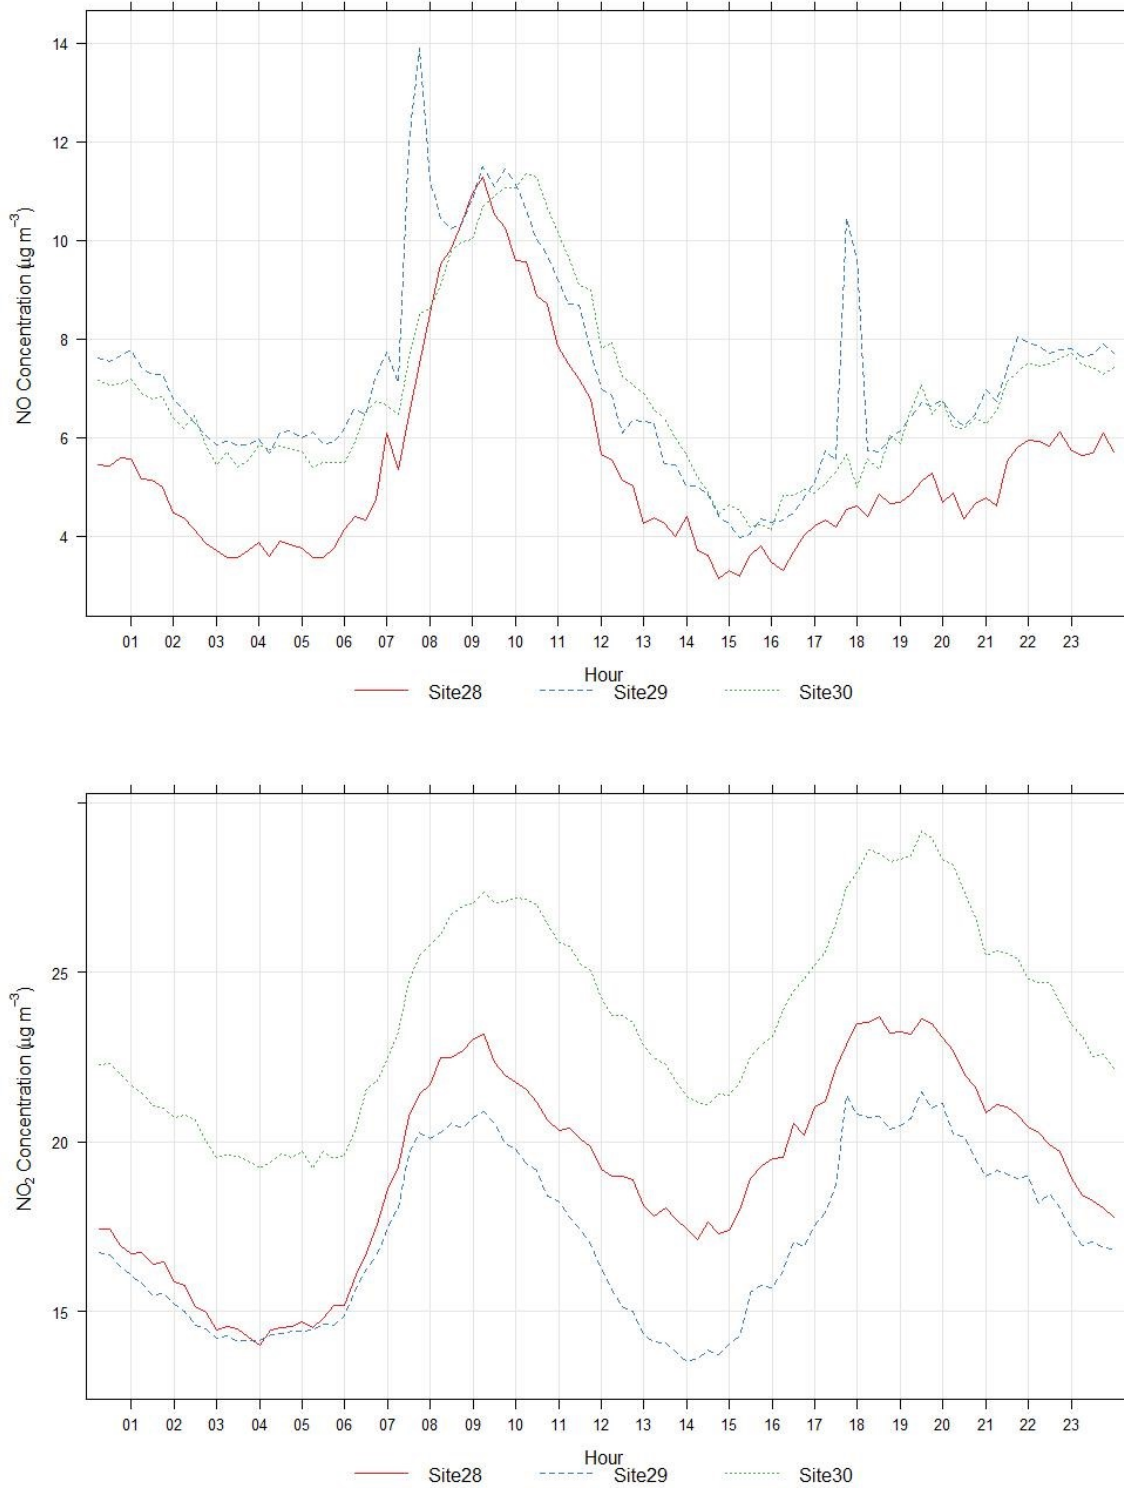 14
12
10
8
6
4
NO Concentration (µg m⁻³)
01 02 03 04 05 06 07 08 09 10 11 12 13 14 15 16 17 18 19 20 21 22 23
Hour
Site28 Site29 Site30
25
20
15
NO₂ Concentration (µg m⁻³)
01 02 03 04 05 06 07 08 09 10 11 12 13 14 15 16 17 18 19 20 21 22 23
Hour
Site28 Site29 Site30